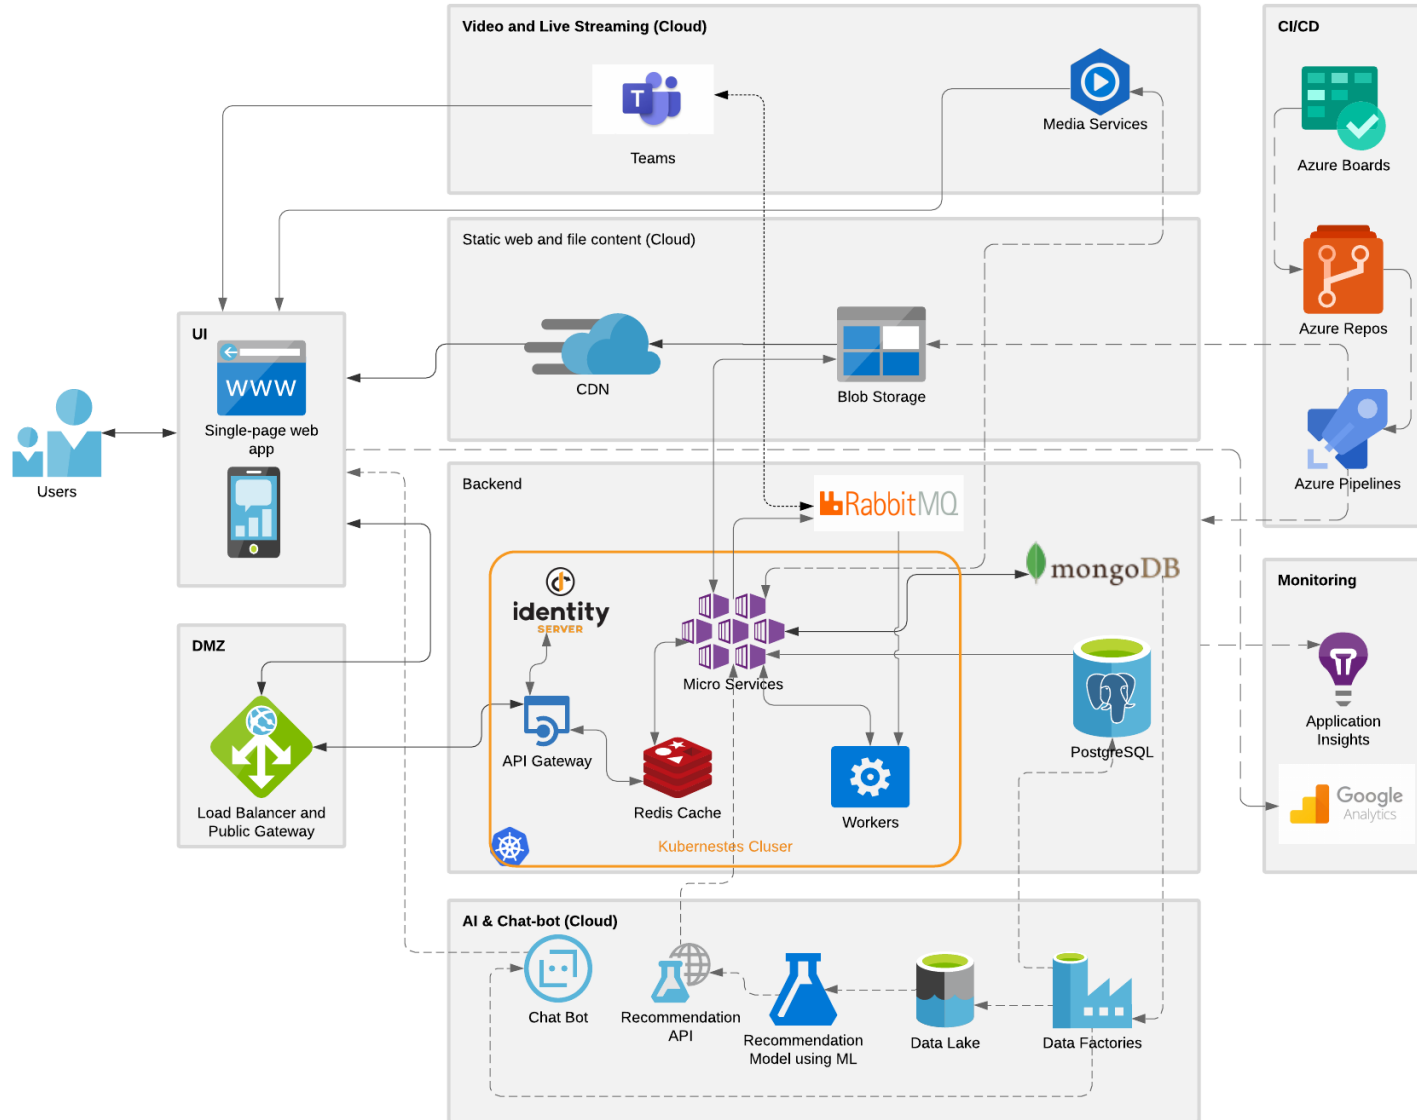 Video and Live Streaming (Cloud)
T
Teams
Media Services
CI/CD
Azure Boards
Azure Repos
Azure Pipelines
Static web and file content (Cloud)
CDN
Blob Storage
UI
WWW
Single-page web
app
Users
Backend
RabbitMQ
identity
SERVER
mongoDB
Micro Services
API Gateway
Redis Cache
Workers
PostgreSQL
Kubernestes Cluser
DMZ
Load Balancer and
Public Gateway
Monitoring
Application
Insights
Google
Analytics
AI & Chat-bot (Cloud)
Chat Bot
Recommendation
API
Recommendation
Model using ML
Data Lake
Data Factories